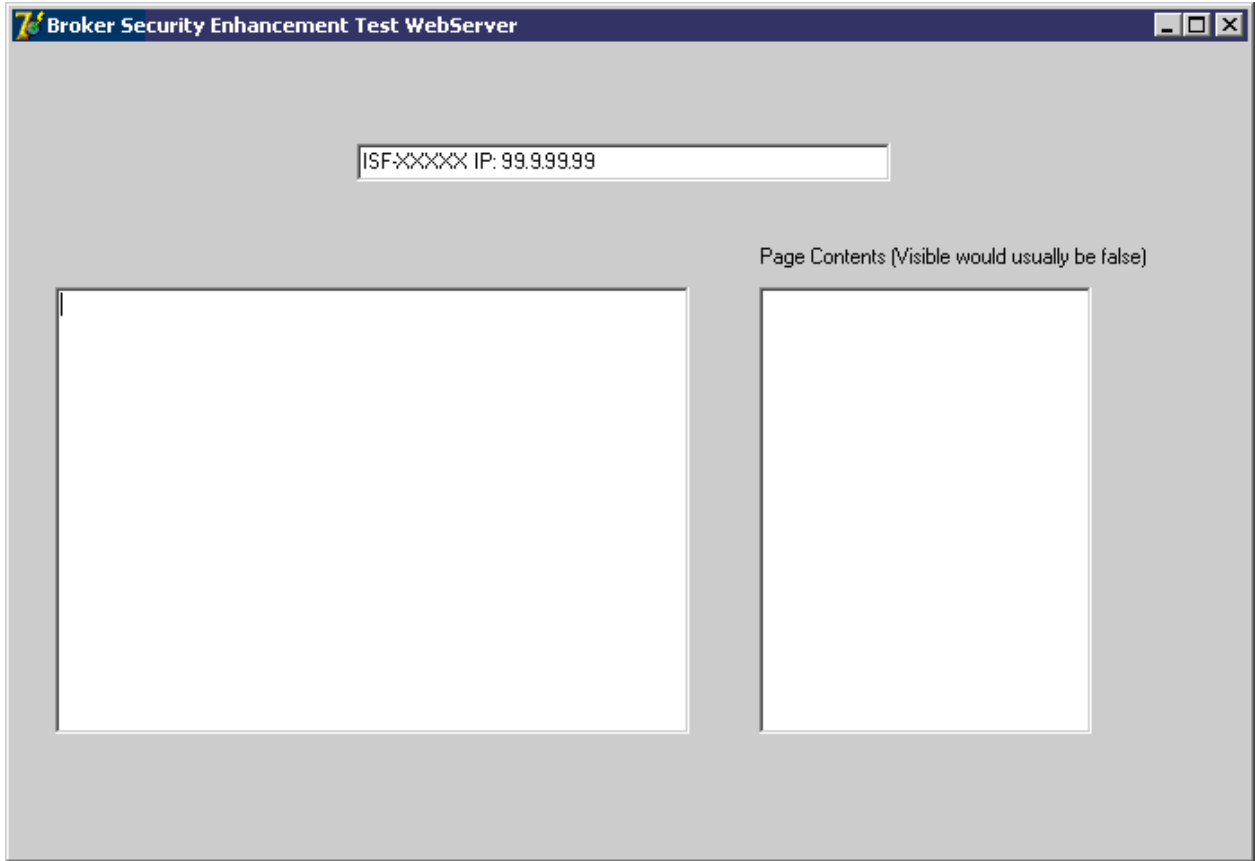 Broker Security Enhancement Test WebServer
ISF-XXXXX IP: 99.9.99.99
Page Contents (Visible would usually be false)